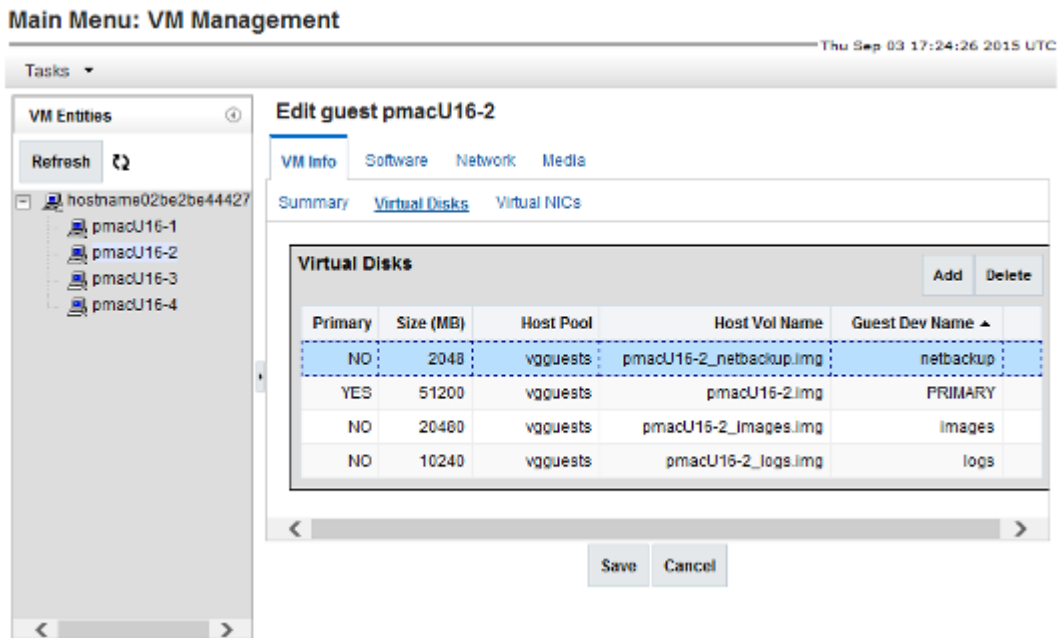 Main Menu: VM Management
Thu Sep 03 17:24:26 2015 UTC
Tasks
VM Entities
Refresh
hostname02be2be44427
pmacU16-1
pmacU16-2
pmacU16-3
pmacU16-4
Edit guest pmacU16-2
VM Info Software Network Media
Summary Virtual Disks Virtual NICs
Virtual Disks
Add Delete
Primary Size (MB) Host Pool Host Vol Name Guest Dev Name
NO 2048 vgguests pmacU16-2_netbackup.img netbackup
YES 51200 vgguests pmacU16-2.img PRIMARY
NO 20480 vgguests pmacU16-2_images.img images
NO 10240 vgguests pmacU16-2_logs.img logs
Save Cancel